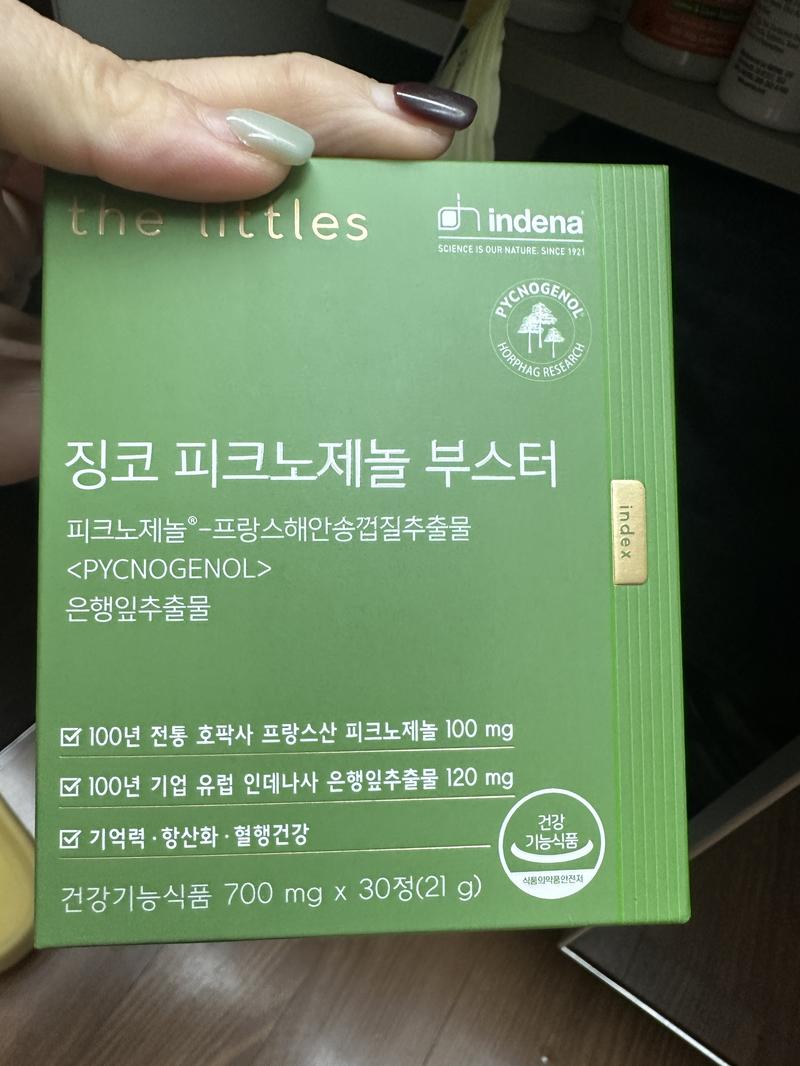 the littles
indena
SCIENCE IS OUR NATURE. SINCE 1921
PYCNOGENOL®
HORPHAG RESEARCH
징코 피크노제놀 부스터
피크노제놀®-프랑스해안송껍질추출물
<PYCNOGENOL>
은행잎추출물
index
100년 전통 호팍사 프랑스산 피크노제놀 100 mg
100년 기업 유럽 인데나사 은행잎추출물 120 mg
기억력·항산화·혈행건강
건강
기능식품
식품의약품안전처
건강기능식품 700 mg x 30정(21 g)